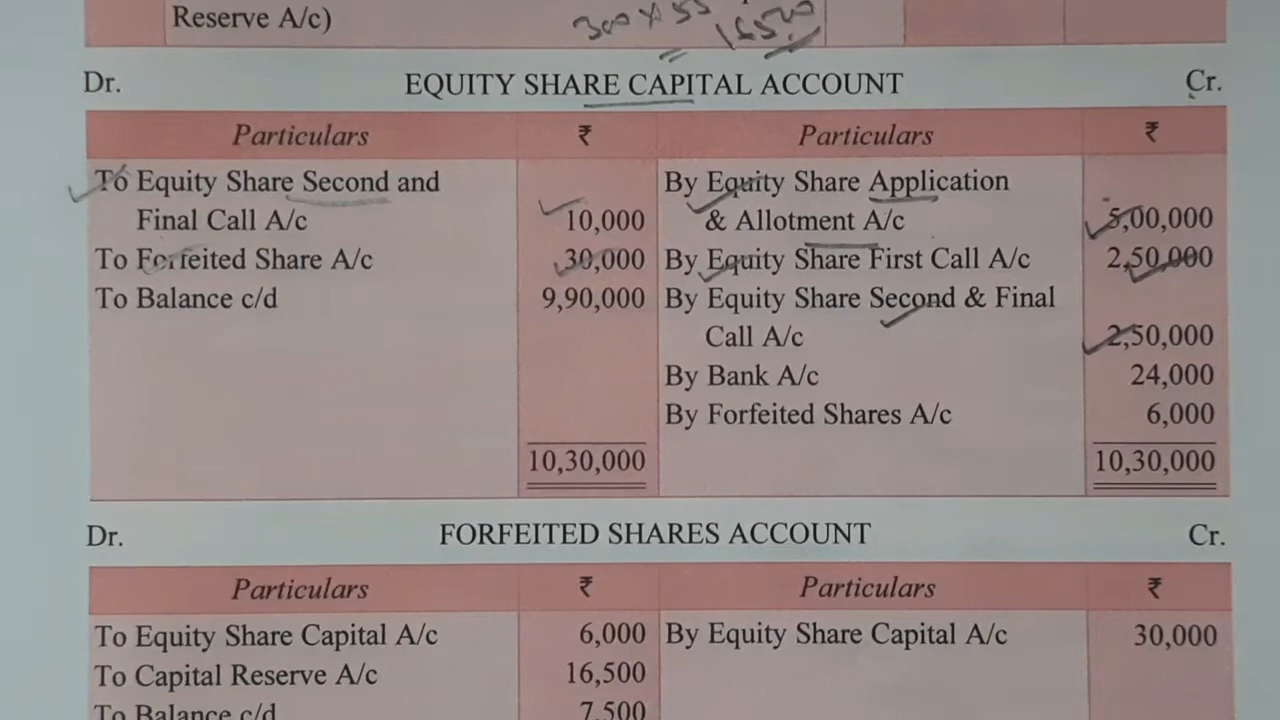 Reserve A/c)
300 x 55
16500
Dr. EQUITY SHARE CAPITAL ACCOUNT Cr.
Particulars ₹ Particulars ₹
To Equity Share Second and By Equity Share Application
Final Call A/c 10,000 & Allotment A/c 5,00,000
To Forfeited Share A/c 30,000 By Equity Share First Call A/c 2,50,000
To Balance c/d 9,90,000 By Equity Share Second & Final
Call A/c 2,50,000
By Bank A/c 24,000
By Forfeited Shares A/c 6,000
10,30,000 10,30,000
Dr. FORFEITED SHARES ACCOUNT Cr.
Particulars ₹ Particulars ₹
To Equity Share Capital A/c 6,000 By Equity Share Capital A/c 30,000
To Capital Reserve A/c 16,500
To Balance c/d 7,500